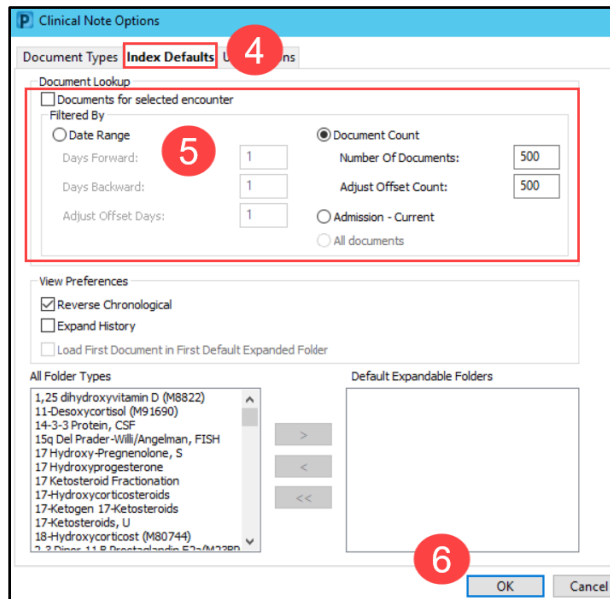 P Clinical Note Options
Document Types Index Defaults 4 ns
Document Lookup
Documents for selected encounter
Filtered By
Date Range 5 Document Count
Days Forward: 1 Number Of Documents: 500
Days Backward: 1 Adjust Offset Count: 500
Adjust Offset Days: 1 Admission - Current
All documents
View Preferences
Reverse Chronological
Expand History
Load First Document in First Default Expanded Folder
All Folder Types Default Expandable Folders
1,25 dihydroxyvitamin D (M8822)
11-Desoxycortisol (M91690)
14-3-3 Protein, CSF
15q Del Prader-Willi/Angelman, FISH
17 Hydroxy-Pregnenolone, S
17 Hydroxyprogesterone
17 Ketosteroid Fractionation
17-Hydroxycorticosteroids
17-Ketogen 17-Ketosteroids
17-Ketosteroids, U
18-Hydroxycortist (M80744)
>
<
<<
6
OK Cancel